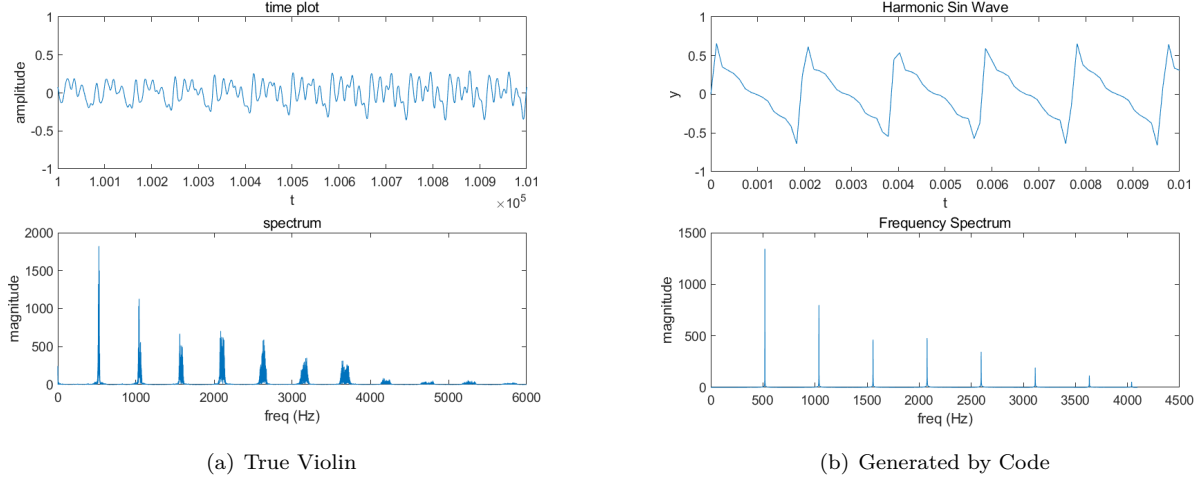 time plot
1
0.5
0
-0.5
-1
amplitude
1 1.001 1.002 1.003 1.004 1.005 1.006 1.007 1.008 1.009 1.01
t
×10^5
spectrum
2000
1500
1000
500
0
magnitude
0 1000 2000 3000 4000 5000 6000
freq (Hz)
(a) True Violin
Harmonic Sin Wave
1
0.5
0
-0.5
-1
y
0 0.001 0.002 0.003 0.004 0.005 0.006 0.007 0.008 0.009 0.01
t
Frequency Spectrum
1500
1000
500
0
magnitude
0 500 1000 1500 2000 2500 3000 3500 4000 4500
freq (Hz)
(b) Generated by Code